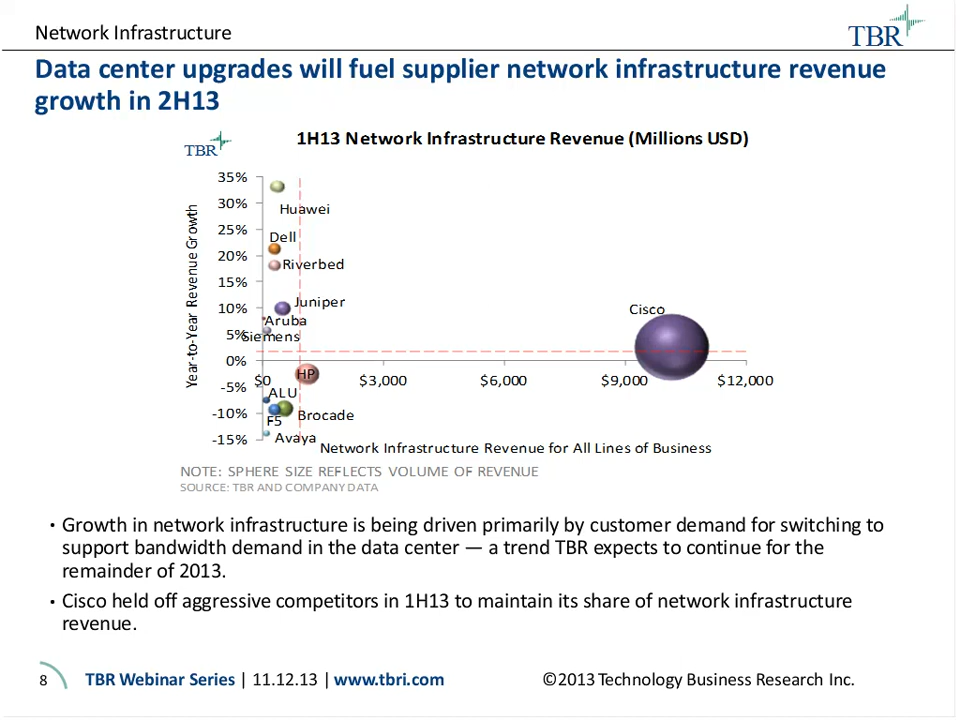 Network Infrastructure
TBR
Data center upgrades will fuel supplier network infrastructure revenue
growth in 2H13
TBR
1H13 Network Infrastructure Revenue (Millions USD)
Year-to-Year Revenue Growth
35%
30%
25%
20%
15%
10%
5%
0%
-5%
-10%
-15%
Huawei
Dell
Riverbed
Juniper
Aruba
Siemens
Cisco
HP
$0
$3,000
$6,000
$9,000
$12,000
ALU
F5
Brocade
Avaya
Network Infrastructure Revenue for All Lines of Business
NOTE: SPHERE SIZE REFLECTS VOLUME OF REVENUE
SOURCE: TBR AND COMPANY DATA
• Growth in network infrastructure is being driven primarily by customer demand for switching to
support bandwidth demand in the data center — a trend TBR expects to continue for the
remainder of 2013.
• Cisco held off aggressive competitors in 1H13 to maintain its share of network infrastructure
revenue.
8
TBR Webinar Series | 11.12.13 | www.tbri.com
©2013 Technology Business Research Inc.